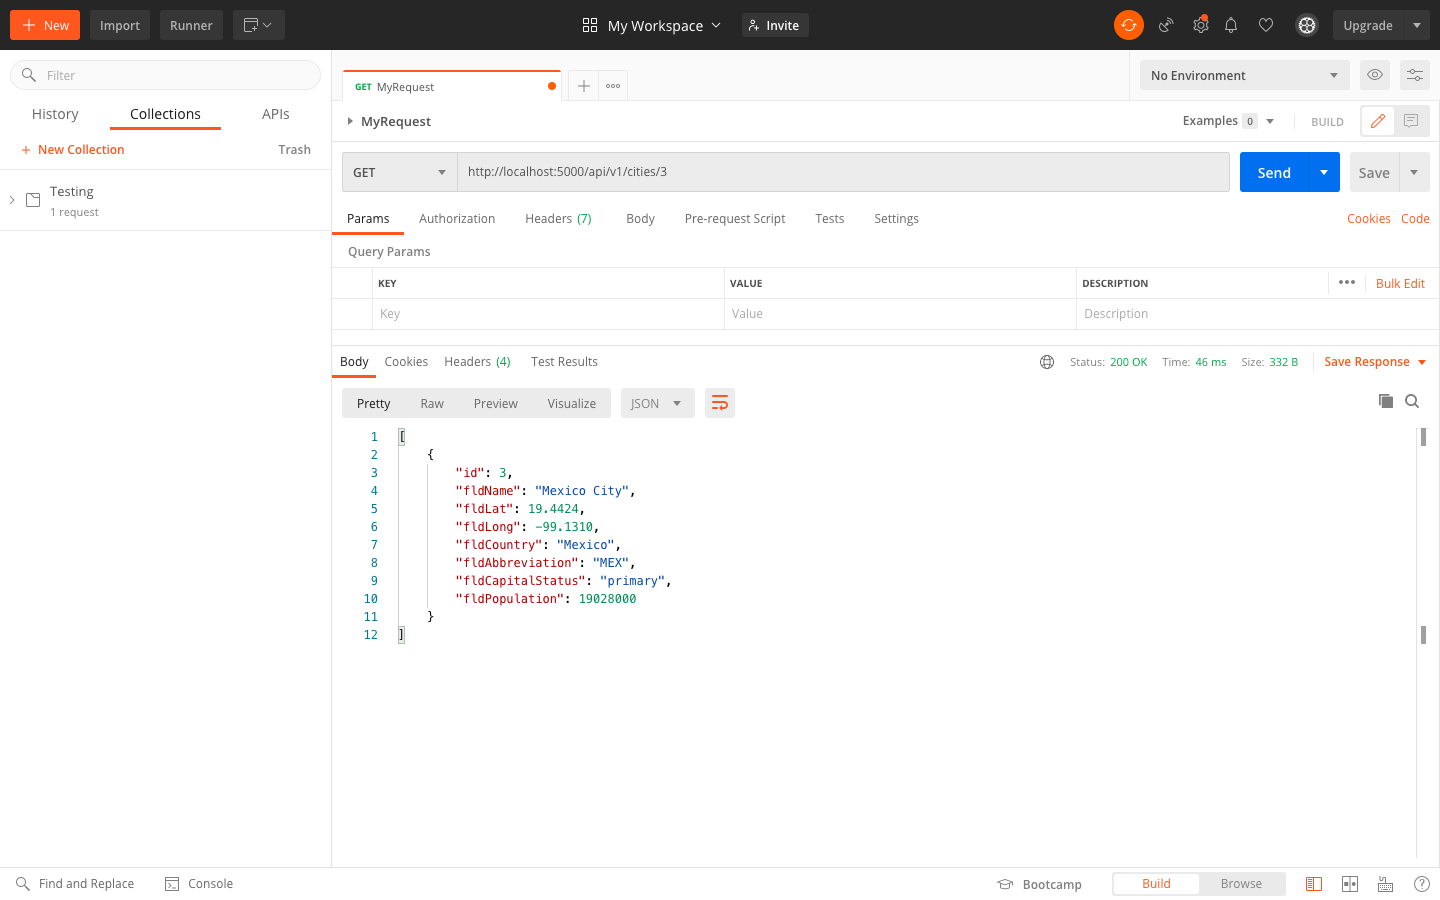 New
Import
Runner
My Workspace
Invite
Upgrade
Filter
History
Collections
APIs
+ New Collection
Trash
Testing
1 request
GET MyRequest
No Environment
MyRequest
Examples 0
BUILD
GET
http://localhost:5000/api/v1/cities/3
Send
Save
Params
Authorization
Headers (7)
Body
Pre-request Script
Tests
Settings
Cookies
Code
Query Params
KEY
VALUE
DESCRIPTION
Bulk Edit
Key
Value
Description
Body
Cookies
Headers (4)
Test Results
Status: 200 OK
Time: 46 ms
Size: 332 B
Save Response
Pretty
Raw
Preview
Visualize
JSON
1 [
2 {
3 "id": 3,
4 "fldName": "Mexico City",
5 "fldLat": 19.4424,
6 "fldLong": -99.1310,
7 "fldCountry": "Mexico",
8 "fldAbbreviation": "MEX",
9 "fldCapitalStatus": "primary",
10 "fldPopulation": 19028000
11 }
12 ]
Find and Replace
Console
Bootcamp
Build
Browse